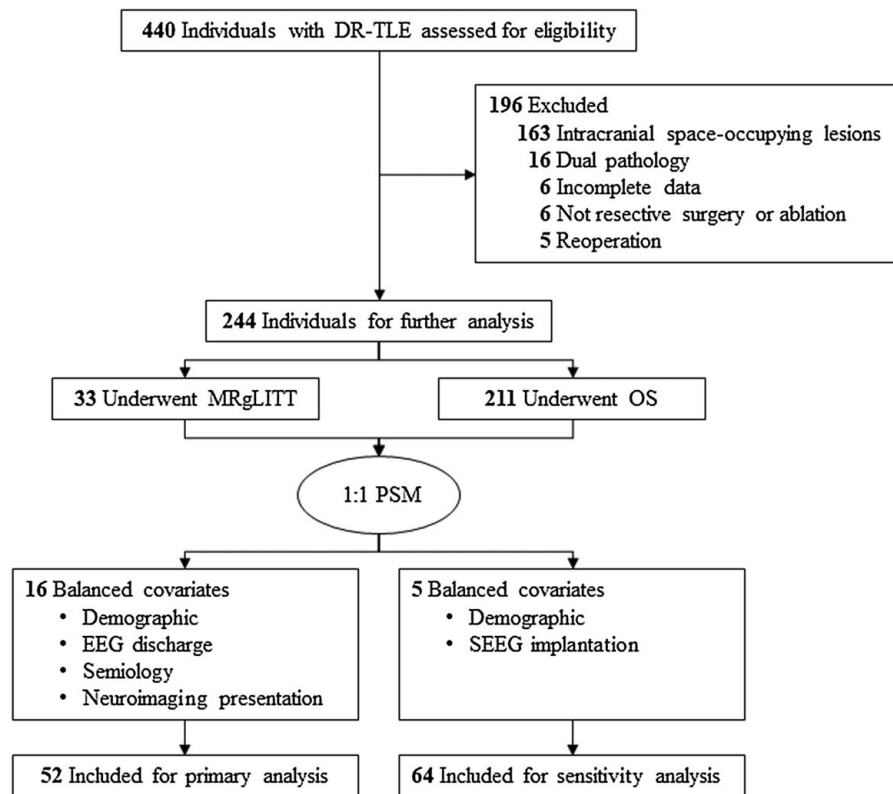 440 Individuals with DR-TLE assessed for eligibility
196 Excluded
163 Intracranial space-occupying lesions
16 Dual pathology
6 Incomplete data
6 Not resective surgery or ablation
5 Reoperation
244 Individuals for further analysis
33 Underwent MRgLITT
211 Underwent OS
1:1 PSM
16 Balanced covariates
• Demographic
• EEG discharge
• Semiology
• Neuroimaging presentation
5 Balanced covariates
• Demographic
• SEEG implantation
52 Included for primary analysis
64 Included for sensitivity analysis